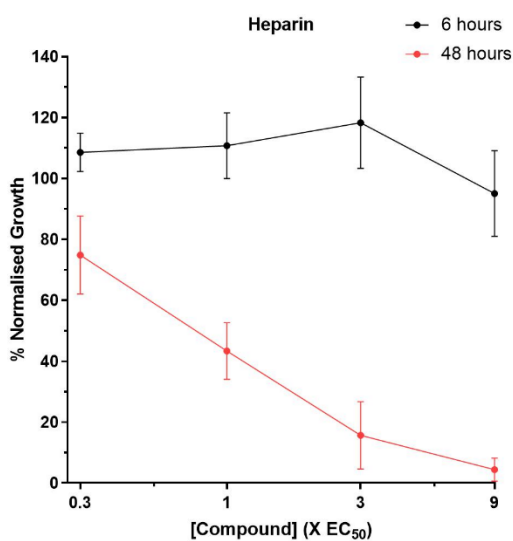 Heparin
6 hours
48 hours
% Normalised Growth
140
120
100
80
60
40
20
0
0.3 1 3 9
[Compound] (X EC₅₀)